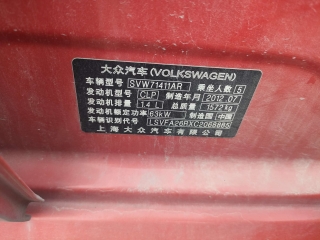 大众汽车(VOLKSWAGEN)
车辆型号 SVW71411AR 乘坐人数 5
发动机型号 CLP 制造年月 2012.07
发动机排量 1.4 L 总质量 1572 kg
发动机额定功率 63kW 制造国 中国
车辆识别代号 LSVFA26RXC2068885
上海大众汽车有限公司